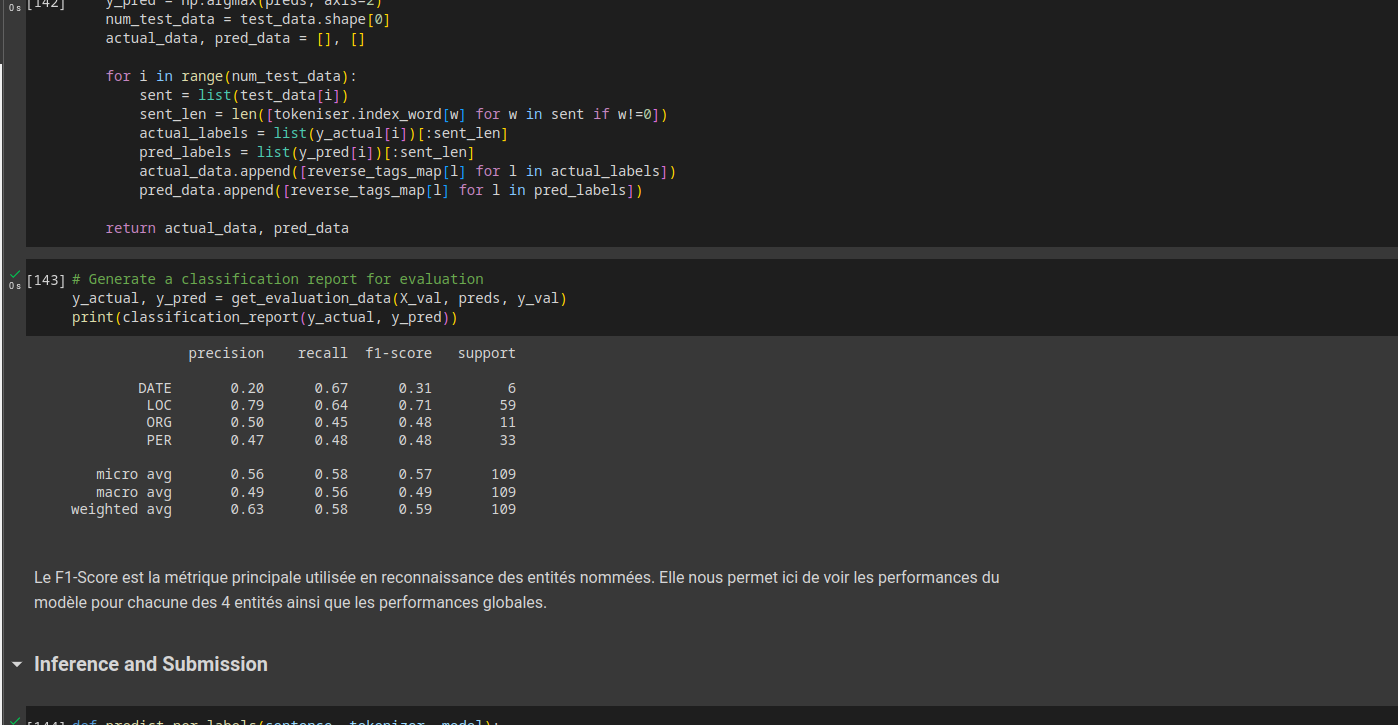 [142] y_pred = np.argmax(preds, axis=2)
0 s
num_test_data = test_data.shape[0]
actual_data, pred_data = [], []
for i in range(num_test_data):
sent = list(test_data[i])
sent_len = len([tokeniser.index_word[w] for w in sent if w!=0])
actual_labels = list(y_actual[i])[:sent_len]
pred_labels = list(y_pred[i])[:sent_len]
actual_data.append([reverse_tags_map[l] for l in actual_labels])
pred_data.append([reverse_tags_map[l] for l in pred_labels])
return actual_data, pred_data
[143] # Generate a classification report for evaluation
0 s
y_actual, y_pred = get_evaluation_data(X_val, preds, y_val)
print(classification_report(y_actual, y_pred))
precision recall f1-score support
DATE 0.20 0.67 0.31 6
LOC 0.79 0.64 0.71 59
ORG 0.50 0.45 0.48 11
PER 0.47 0.48 0.48 33
micro avg 0.56 0.58 0.57 109
macro avg 0.49 0.56 0.49 109
weighted avg 0.63 0.58 0.59 109
Le F1-Score est la métrique principale utilisée en reconnaissance des entités nommées. Elle nous permet ici de voir les performances du
modèle pour chacune des 4 entités ainsi que les performances globales.
Inference and Submission
[144] def predict_ner_labels(sentence, tokenizer, model):